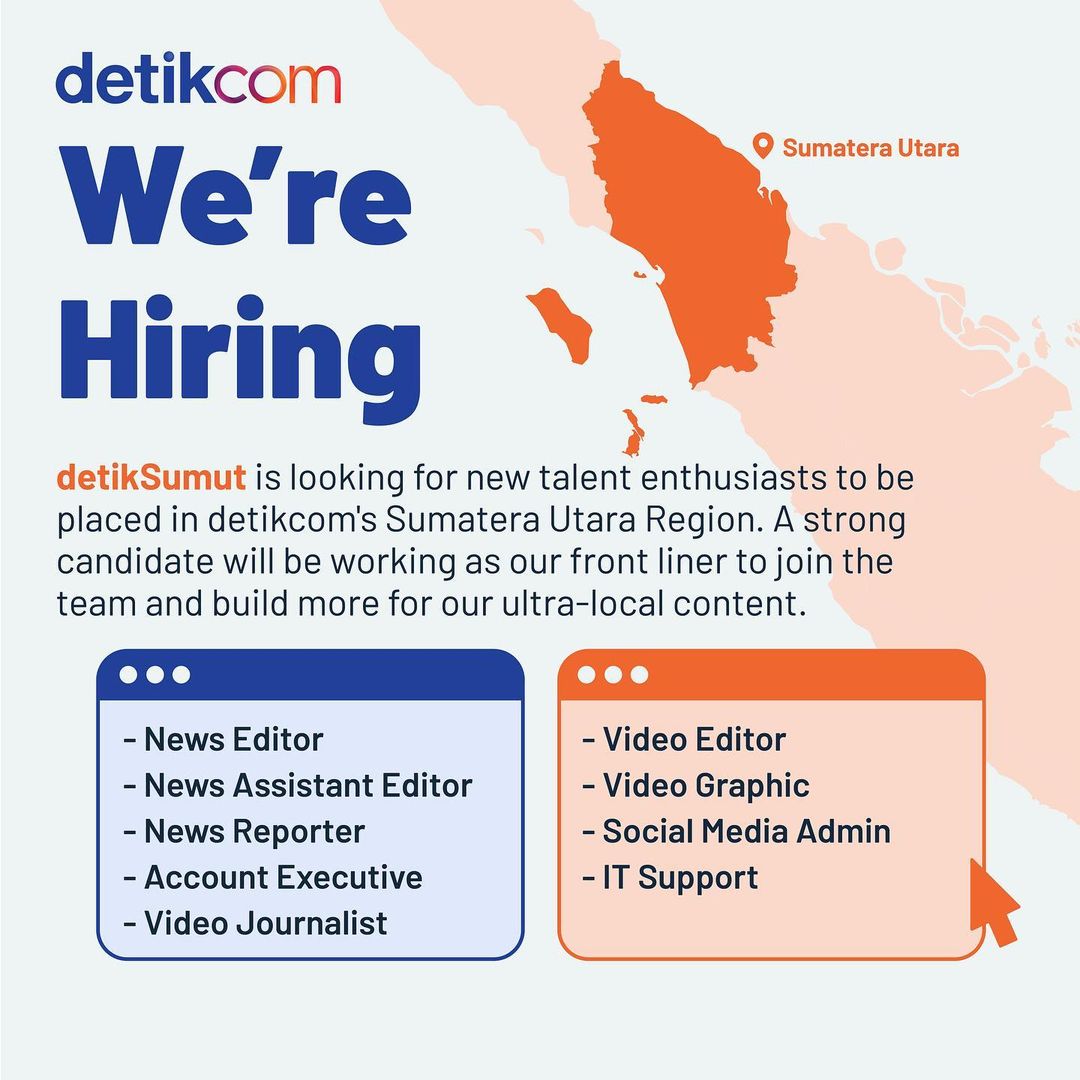 detikcom
We're
Hiring
Sumatera Utara
detikSumut is looking for new talent enthusiasts to be
placed in detikcom's Sumatera Utara Region. A strong
candidate will be working as our front liner to join the
team and build more for our ultra-local content.
- News Editor
- News Assistant Editor
- News Reporter
- Account Executive
- Video Journalist
- Video Editor
- Video Graphic
- Social Media Admin
- IT Support